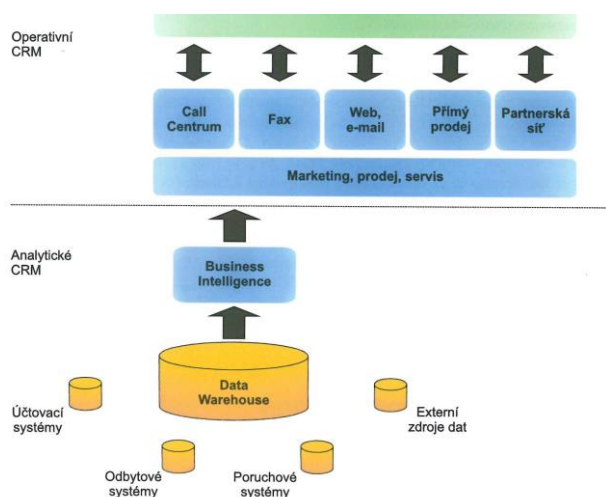 Operativní
CRM
Call
Centrum
Fax
Web,
e-mail
Přímý
prodej
Partnerská
síť
Marketing, prodej, servis
Analytické
CRM
Business
Intelligence
Data
Warehouse
Účtovací
systémy
Externí
zdroje dat
Odbytové
systémy
Poruchové
systémy